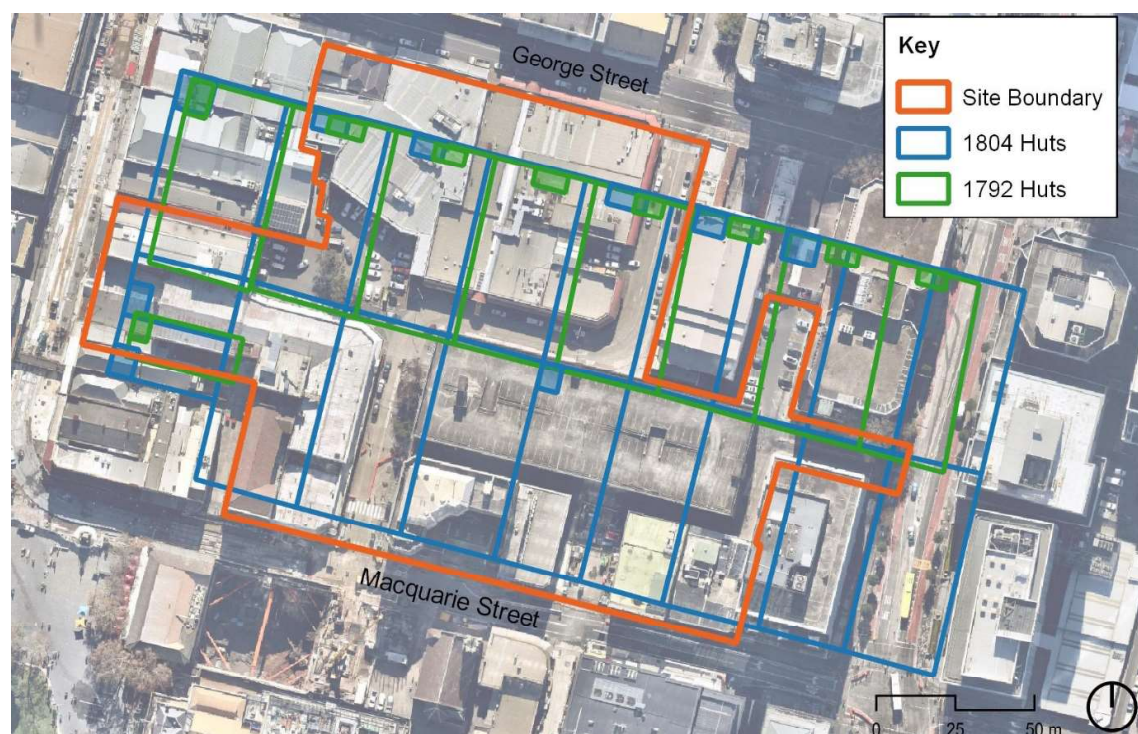 George Street
Key
Site Boundary
1804 Huts
1792 Huts
Macquarie Street
0 25 50 m